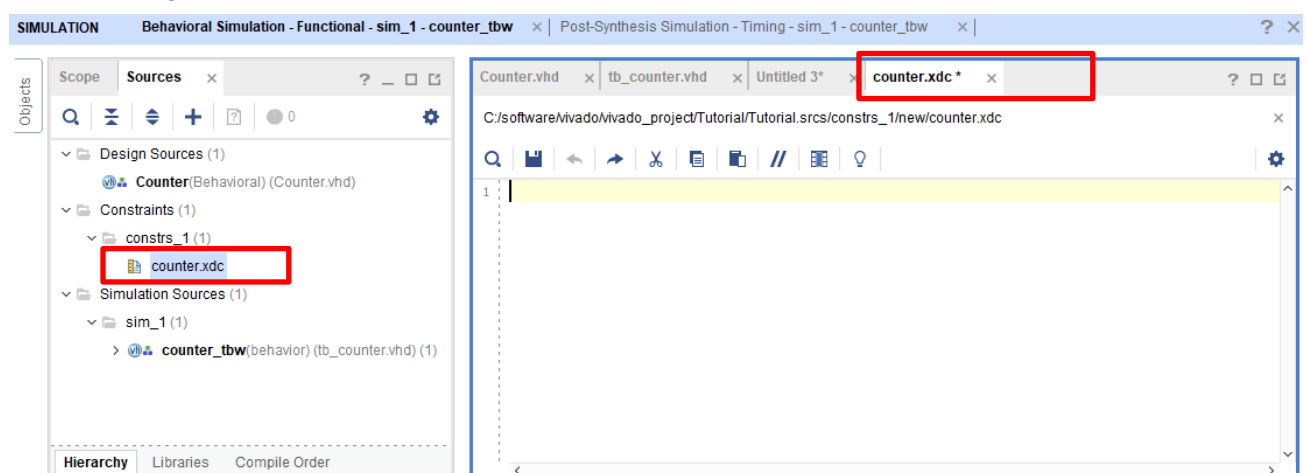 SIMULATION Behavioral Simulation - Functional - sim_1 - counter_tbw × Post-Synthesis Simulation - Timing - sim_1 - counter_tbw × ? ×
Objects
Scope Sources × ? _
0
Design Sources (1)
Counter(Behavioral) (Counter.vhd)
Constraints (1)
constrs_1 (1)
counter.xdc
Simulation Sources (1)
sim_1 (1)
counter_tbw(behavior) (tb_counter.vhd) (1)
Hierarchy Libraries Compile Order
Counter.vhd × tb_counter.vhd × Untitled 3* × counter.xdc * × ?
C:/software/vivado/vivado_project/Tutorial/Tutorial.srcs/constrs_1/new/counter.xdc ×
//
1